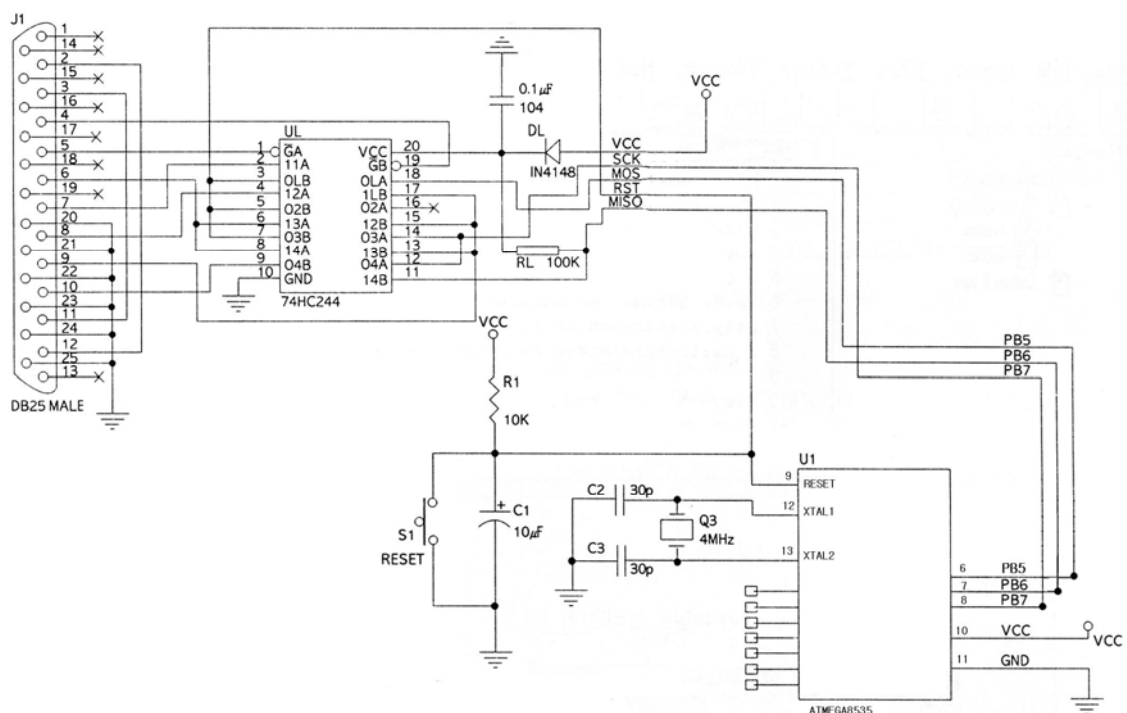 J1
1
14
2
15
3
16
4
17
5
18
6
19
7
20
8
21
9
22
10
23
11
24
12
25
13
DB25 MALE
UL
1 GA
2 11A
3 OLB
4 12A
5 O2B
6 13A
7 O3B
8 14A
9 O4B
10 GND
VCC 20
GB 19
OLA 18
1LB 17
O2A 16
12B 15
O3A 14
13B 13
O4A 12
14B 11
74HC244
0.1µF
104
DL
IN4148
VCC
VCC
SCK
MOS
RST
MISO
RL 100K
VCC
R1
10K
S1
RESET
+
C1
10µF
C2 30p
C3 30p
Q3
4MHz
PB5
PB6
PB7
U1
9 RESET
12 XTAL1
13 XTAL2
6 PB5
7 PB6
8 PB7
10 VCC
VCC
11 GND
ATMEGA8535